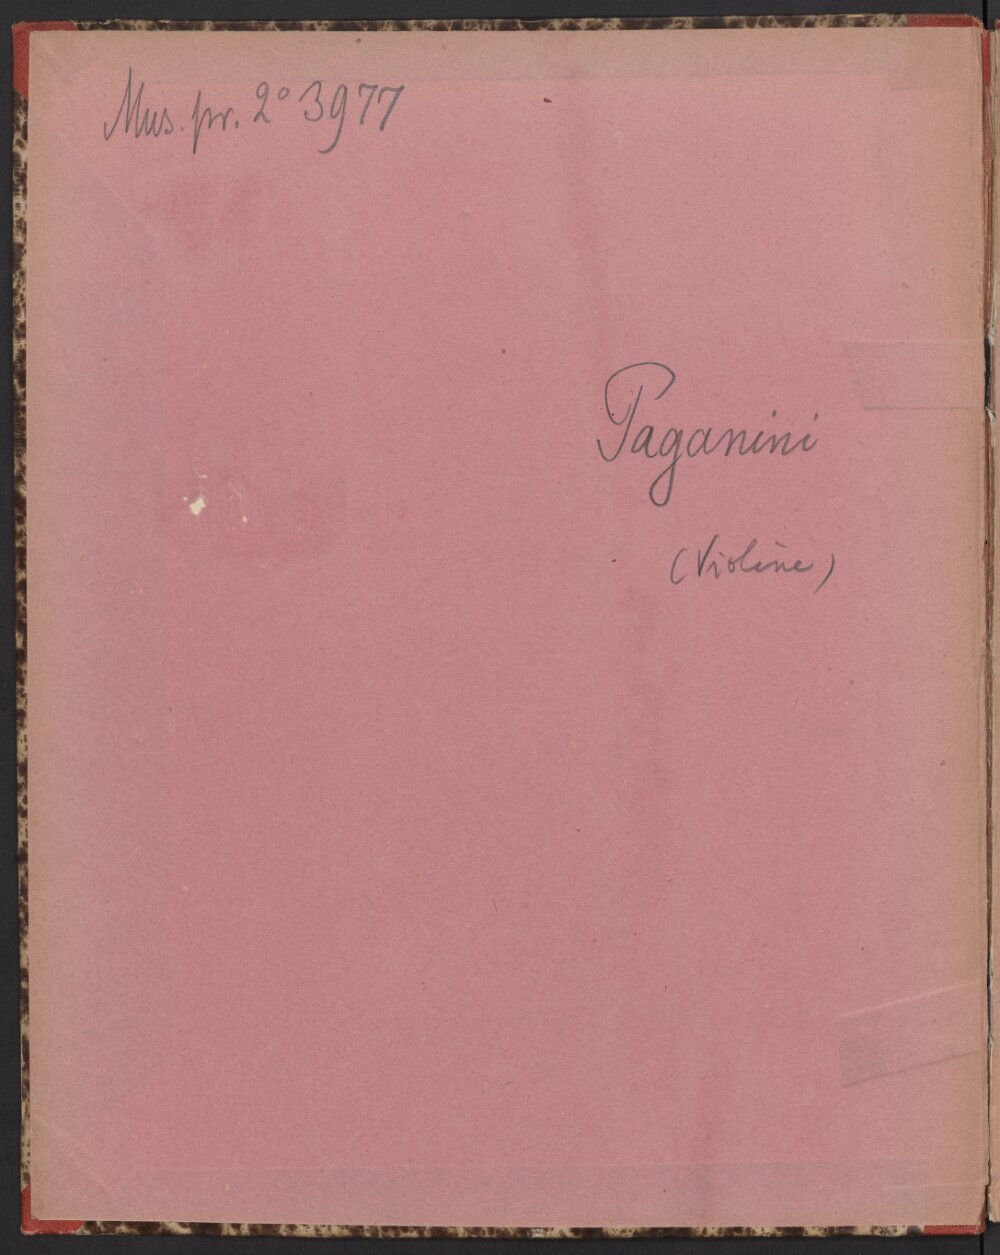 Mus. pr. 2° 3977
Paganini
(Violine)